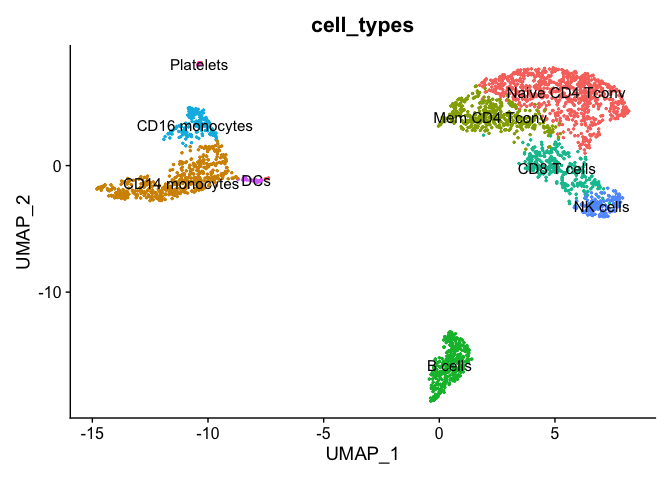 cell_types
Platelets
Naive CD4 Tconv
Mem CD4 Tconv
CD16 monocytes
CD8 T cells
CD14 monocytes
DCs
NK cells
B cells
0
-10
UMAP_2
-15
-10
-5
0
5
UMAP_1